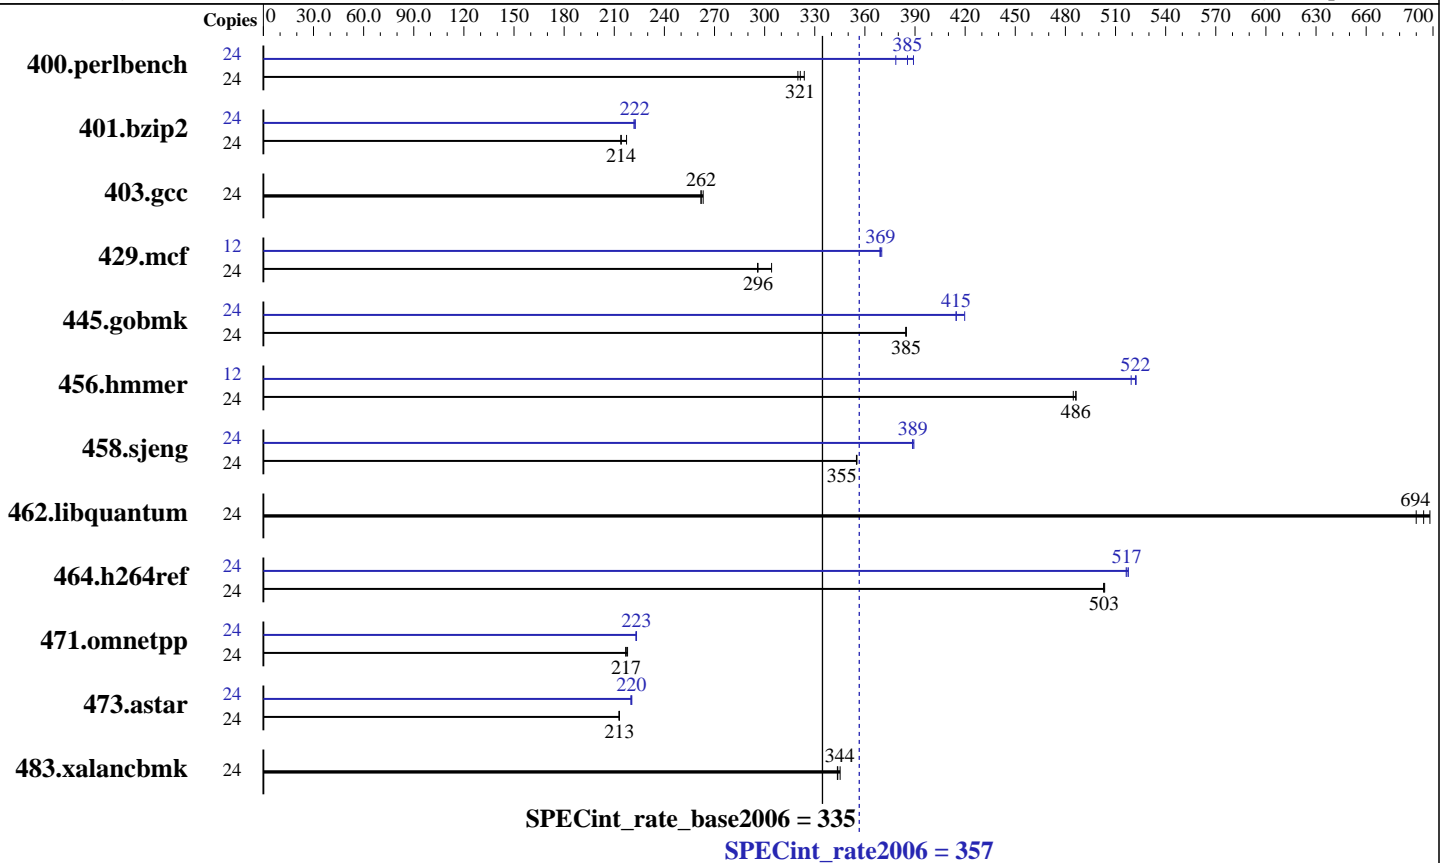 Copies 0 30.0 60.0 90.0 120 150 180 210 240 270 300 330 360 390 420 450 480 510 540 570 600 630 660 700
400.perlbench 24 385
24 321
401.bzip2 24 222
24 214
403.gcc 24 262
429.mcf 12 369
24 296
445.gobmk 24 415
24 385
456.hmmer 12 522
24 486
458.sjeng 24 389
24 355
462.libquantum 24 694
464.h264ref 24 517
24 503
471.omnetpp 24 223
24 217
473.astar 24 220
24 213
483.xalancbmk 24 344
SPECint_rate_base2006 = 335
SPECint_rate2006 = 357